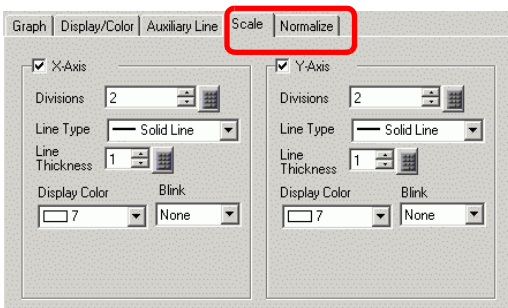 Graph Display/Color Auxiliary Line Scale Normalize
X-Axis
Divisions 2
Line Type Solid Line
Line Thickness 1
Display Color Blink
7 None
Y-Axis
Divisions 2
Line Type Solid Line
Line Thickness 1
Display Color Blink
7 None